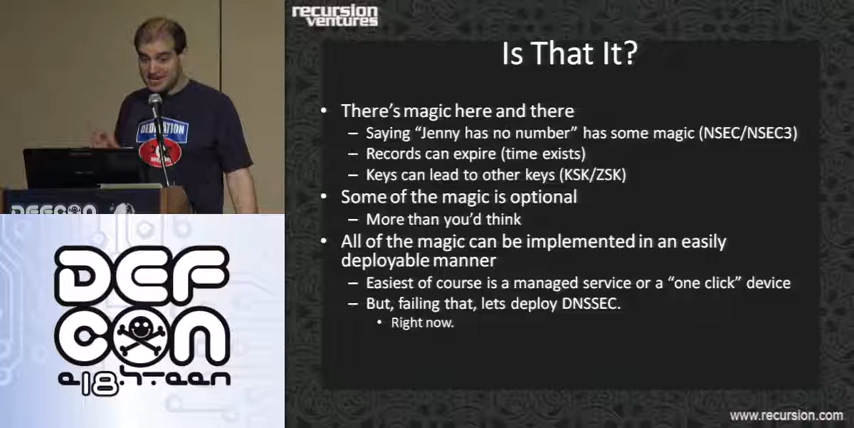 recursion
ventures
Is That It?
• There's magic here and there
– Saying "Jenny has no number" has some magic (NSEC/NSEC3)
– Records can expire (time exists)
– Keys can lead to other keys (KSK/ZSK)
• Some of the magic is optional
– More than you'd think
• All of the magic can be implemented in an easily
deployable manner
– Easiest of course is a managed service or a "one click" device
– But, failing that, lets deploy DNSSEC.
• Right now.
www.recursion.com
DEDICATION
DEFCON
DEF
CON
e18.hteen